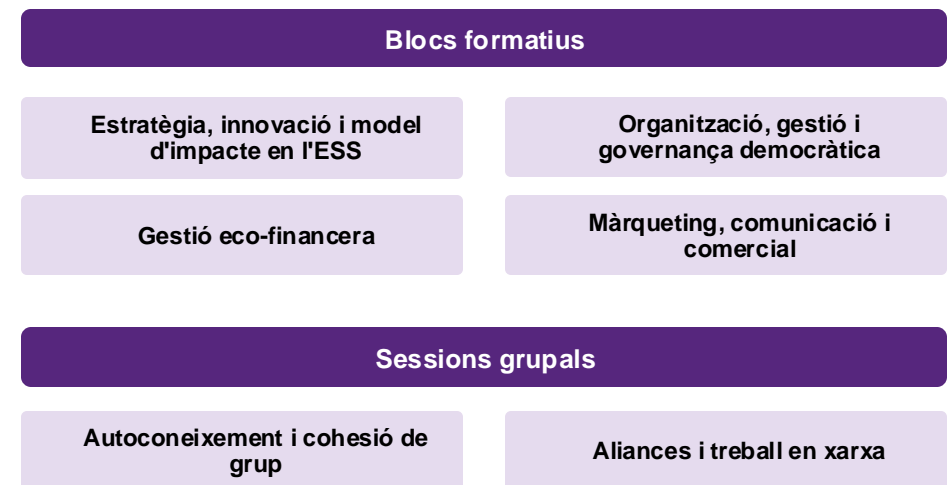 Blocs formatius
Estratègia, innovació i model
d'impacte en l'ESS
Organització, gestió i
governança democràtica
Gestió eco-financera
Màrqueting, comunicació i
comercial
Sessions grupals
Autoconeixement i cohesió de
grup
Aliances i treball en xarxa